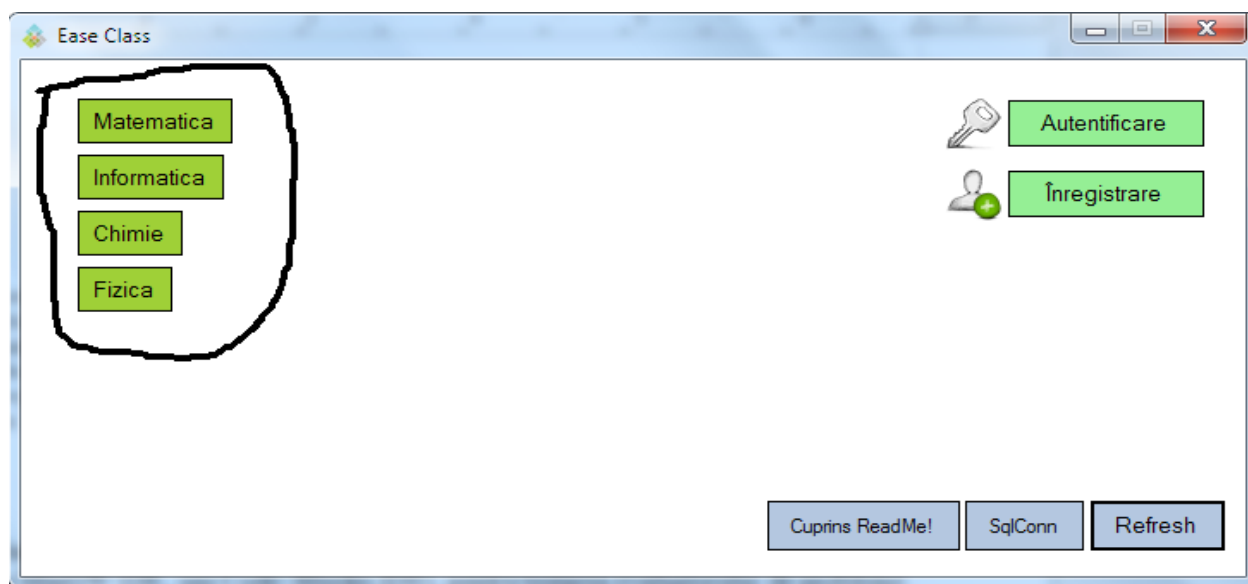 Ease Class
Matematica
Informatica
Chimie
Fizica
Autentificare
Înregistrare
Cuprins ReadMe!
SqlConn
Refresh